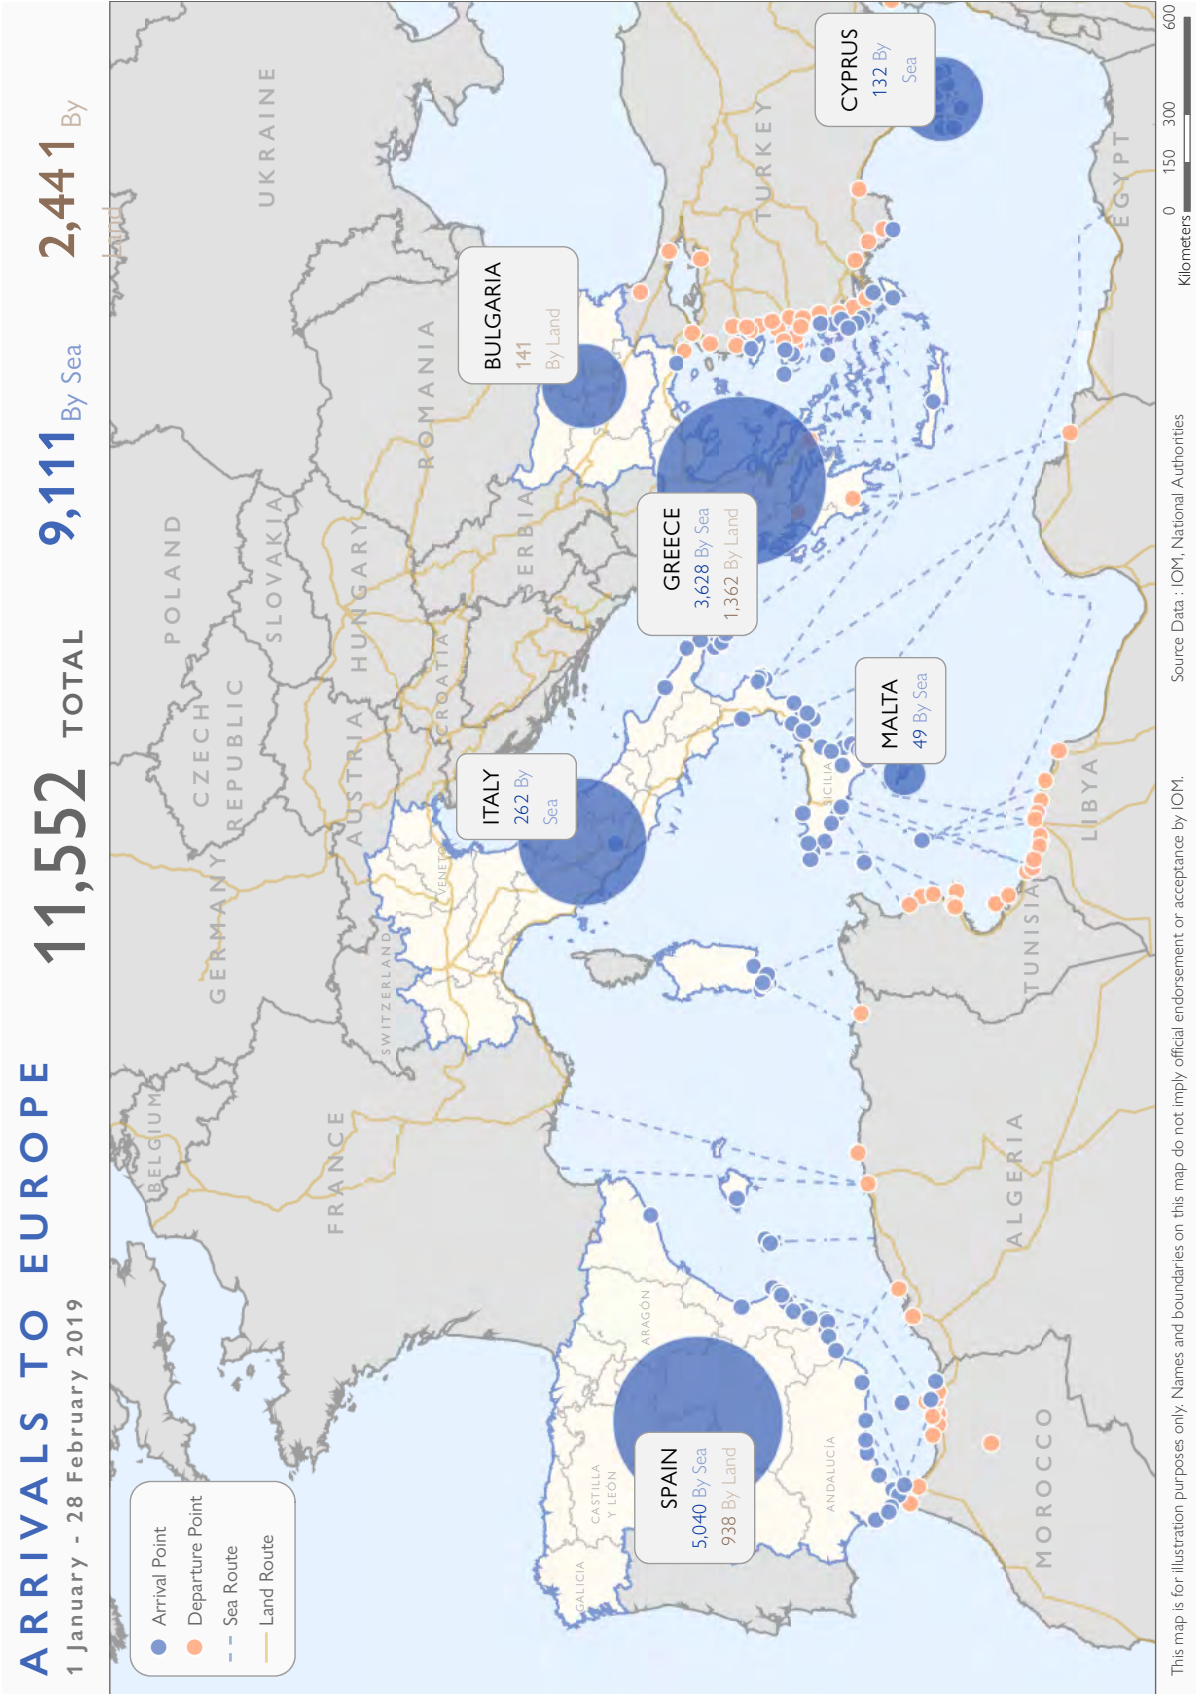 ARRIVALS TO EUROPE
1 January - 28 February 2019
11,552 TOTAL
9,111 By Sea
2,441 By
Land
Arrival Point
Departure Point
Sea Route
Land Route
UKRAINE
POLAND
BELGIUM
GERMANY
CZECH
REPUBLIC
SLOVAKIA
FRANCE
SWITZERLAND
AUSTRIA
HUNGARY
ROMANIA
CROATIA
SERBIA
VENETO
BULGARIA
141
By Land
ITALY
262 By
Sea
GREECE
3,628 By Sea
1,362 By Land
SPAIN
5,040 By Sea
938 By Land
MALTA
49 By Sea
CYPRUS
132 By
Sea
GALICIA
CASTILLA
Y LEÓN
ARAGÓN
ANDALUCÍA
SICILIA
TURKEY
MOROCCO
ALGERIA
TUNISIA
LIBYA
EGYPT
0 150 300 600
Kilometers
This map is for illustration purposes only. Names and boundaries on this map do not imply official endorsement or acceptance by IOM.
Source Data : IOM, National Authorities